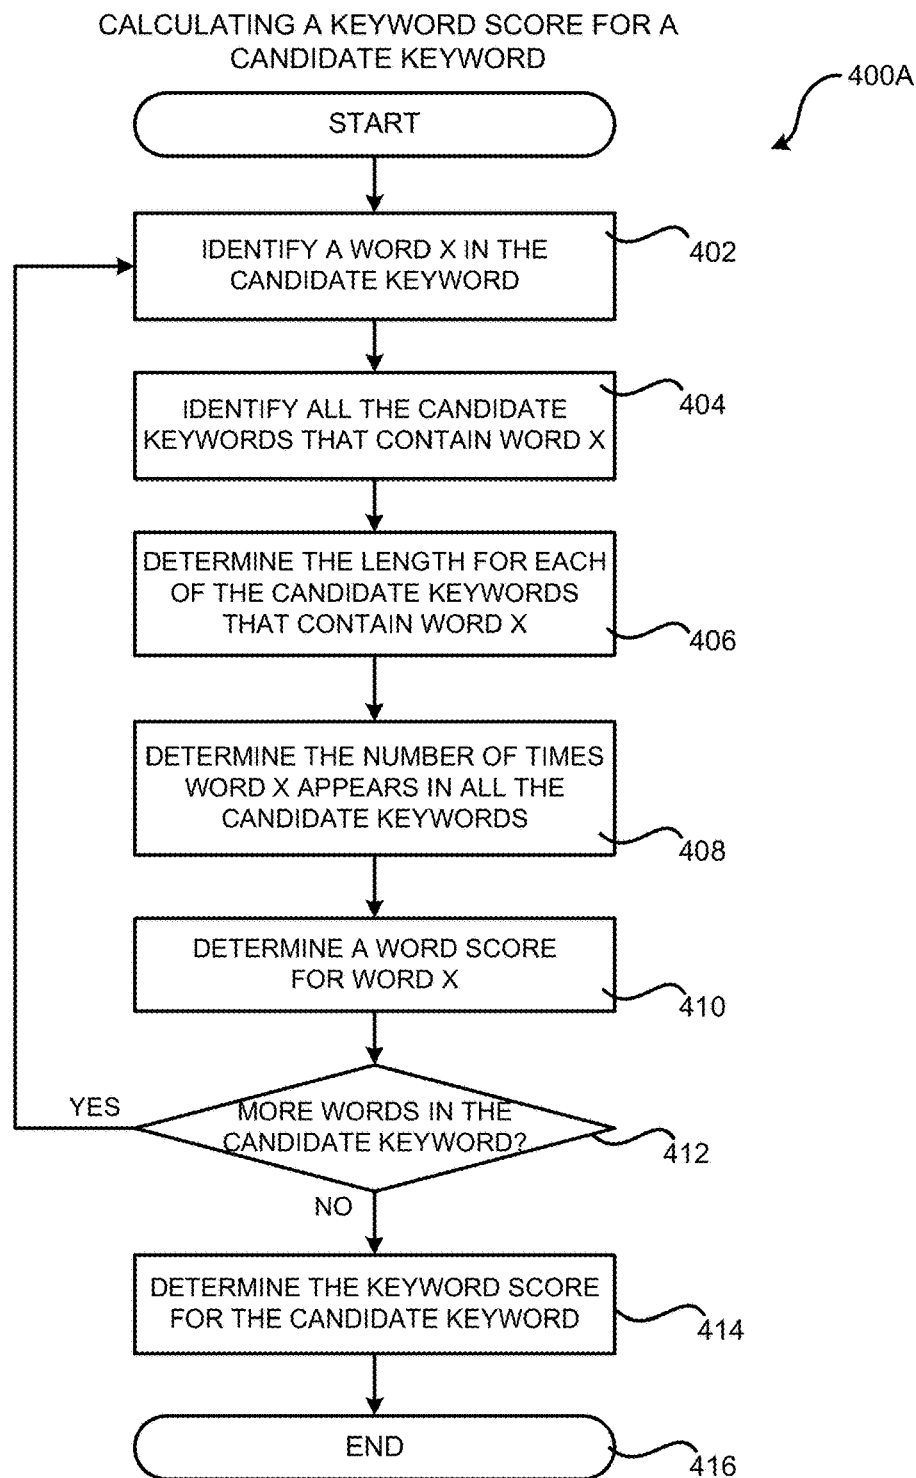 CALCULATING A KEYWORD SCORE FOR A
CANDIDATE KEYWORD
400A
START
IDENTIFY A WORD X IN THE
CANDIDATE KEYWORD
402
IDENTIFY ALL THE CANDIDATE
KEYWORDS THAT CONTAIN WORD X
404
DETERMINE THE LENGTH FOR EACH
OF THE CANDIDATE KEYWORDS
THAT CONTAIN WORD X
406
DETERMINE THE NUMBER OF TIMES
WORD X APPEARS IN ALL THE
CANDIDATE KEYWORDS
408
DETERMINE A WORD SCORE
FOR WORD X
410
YES
MORE WORDS IN THE
CANDIDATE KEYWORD?
412
NO
DETERMINE THE KEYWORD SCORE
FOR THE CANDIDATE KEYWORD
414
END
416